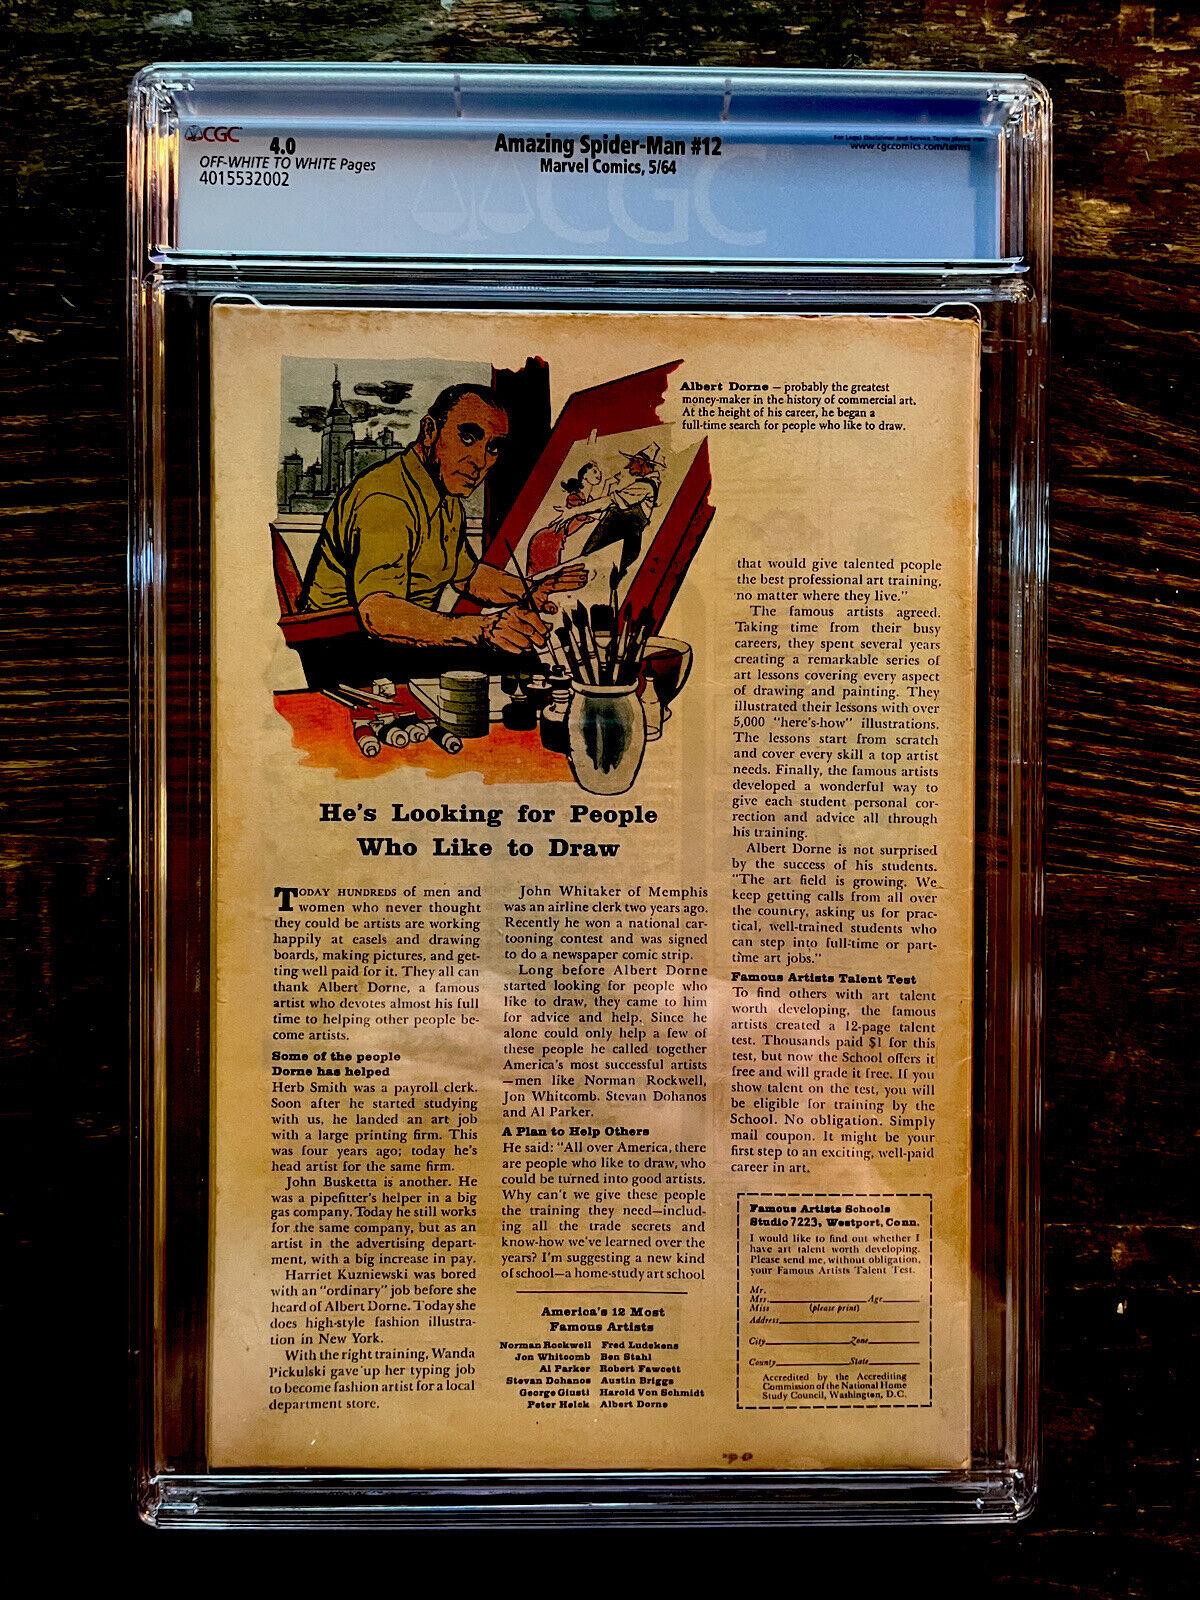 CGC
4.0
OFF-WHITE TO WHITE Pages
4015532002
Amazing Spider-Man #12
Marvel Comics, 5/64
www.cgccomics.com/terms
CGC
Albert Dorne – probably the greatest
money-maker in the history of commercial art.
At the height of his career, he began a
full-time search for people who like to draw.
He's Looking for People
Who Like to Draw
TODAY HUNDREDS of men and
women who never thought
they could be artists are working
happily at easels and drawing
boards, making pictures, and get-
ting well paid for it. They all can
thank Albert Dorne, a famous
artist who devotes almost his full
time to helping other people be-
come artists.
Some of the people
Dorne has helped
Herb Smith was a payroll clerk.
Soon after he started studying
with us, he landed an art job
with a large printing firm. This
was four years ago; today he's
head artist for the same firm.
John Busketta is another. He
was a pipefitter's helper in a big
gas company. Today he still works
for the same company, but as an
artist in the advertising depart-
ment, with a big increase in pay.
Harriet Kuzniewski was bored
with an "ordinary" job before she
heard of Albert Dorne. Today she
does high-style fashion illustra-
tion in New York.
With the right training, Wanda
Pickulski gave up her typing job
to become fashion artist for a local
department store.
John Whitaker of Memphis
was an airline clerk two years ago.
Recently he won a national car-
tooning contest and was signed
to do a newspaper comic strip.
Long before Albert Dorne
started looking for people who
like to draw, they came to him
for advice and help. Since he
alone could only help a few of
these people he called together
America's most successful artists
—men like Norman Rockwell,
Jon Whitcomb, Stevan Dohanos
and Al Parker.
A Plan to Help Others
He said: "All over America, there
are people who like to draw, who
could be turned into good artists.
Why can't we give these people
the training they need—includ-
ing all the trade secrets and
know-how we've learned over the
years? I'm suggesting a new kind
of school—a home-study art school
America's 12 Most
Famous Artists
Norman Rockwell Fred Ludekens
Jon Whitcomb Ben Stahl
Al Parker Robert Fawcett
Stevan Dohanos Austin Briggs
George Giusti Harold Von Schmidt
Peter Helck Albert Dorne
that would give talented people
the best professional art training,
no matter where they live."
The famous artists agreed.
Taking time from their busy
careers, they spent several years
creating a remarkable series of
art lessons covering every aspect
of drawing and painting. They
illustrated their lessons with over
5,000 "here's-how" illustrations.
The lessons start from scratch
and cover every skill a top artist
needs. Finally, the famous artists
developed a wonderful way to
give each student personal cor-
rection and advice all through
his training.
Albert Dorne is not surprised
by the success of his students.
"The art field is growing. We
keep getting calls from all over
the country, asking us for prac-
tical, well-trained students who
can step into full-time or part-
time art jobs."
Famous Artists Talent Test
To find others with art talent
worth developing, the famous
artists created a 12-page talent
test. Thousands paid $1 for this
test, but now the School offers it
free and will grade it free. If you
show talent on the test, you will
be eligible for training by the
School. No obligation. Simply
mail coupon. It might be your
first step to an exciting, well-paid
career in art.
Famous Artists Schools
Studio 7223, Westport, Conn.
I would like to find out whether I
have art talent worth developing.
Please send me, without obligation,
your Famous Artists Talent Test.
Mr.
Mrs. Age
Miss (please print)
Address
City Zone
County State
Accredited by the Accrediting
Commission of the National Home
Study Council, Washington, D.C.